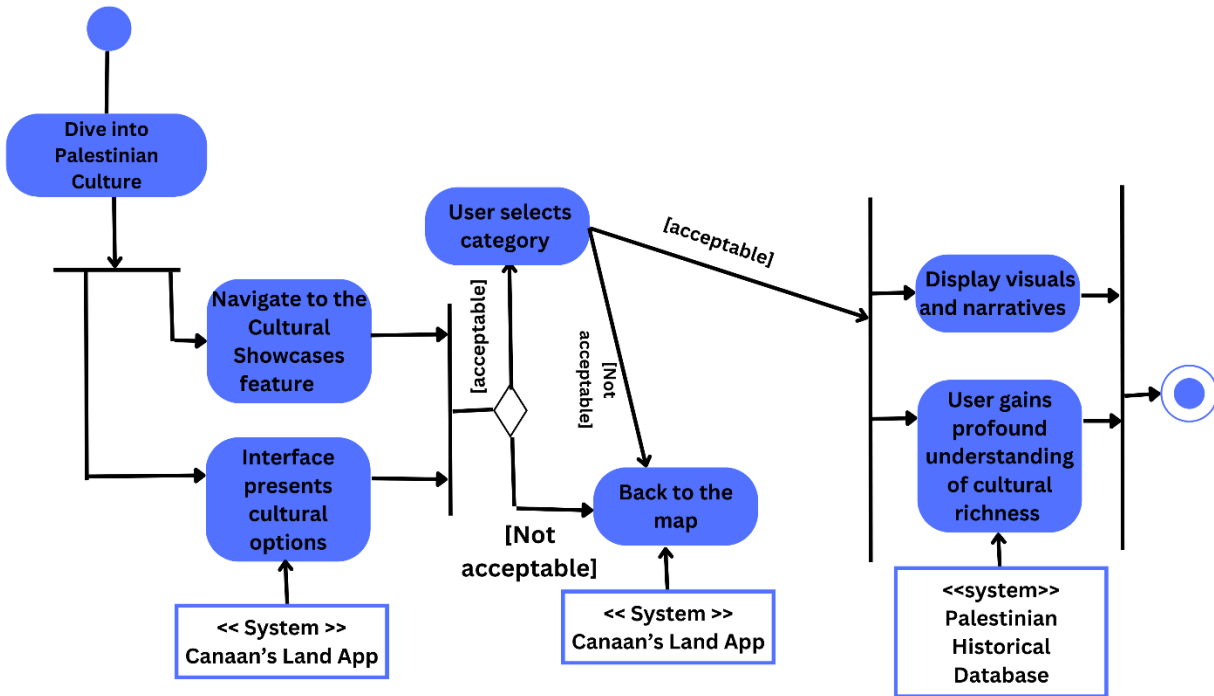 Dive into
Palestinian
Culture
Navigate to the
Cultural
Showcases
feature
Interface
presents
cultural
options
<< System >>
Canaan’s Land App
User selects
category
[acceptable]
[Not
acceptable]
[acceptable]
[Not
acceptable]
Back to the
map
<< System >>
Canaan’s Land App
Display visuals
and narratives
User gains
profound
understanding
of cultural
richness
<<system>>
Palestinian
Historical
Database